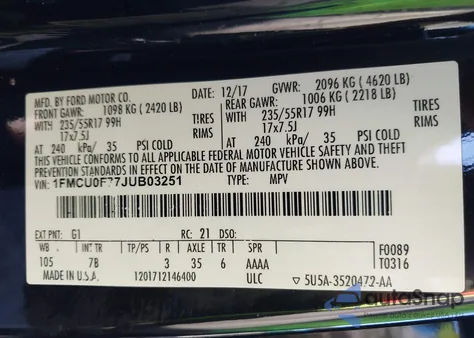 MFD. BY FORD MOTOR CO. 12/17 GVWR: 2096 KG (4620 LB)
FRONT GAWR: 1098 KG (2420 LB) REAR GAWR: 1006 KG (2218 LB)
WITH 235/55R17 99H TIRES WITH 235/55R17 99H TIRES
17x7.5J RIMS 17x7.5J RIMS
AT 240 kPa/ 35 PSI COLD AT 240 kPa/ 35 PSI COLD
THIS VEHICLE CONFORMS TO ALL APPLICABLE FEDERAL MOTOR VEHICLE SAFETY AND THEFT
PREVENTION STANDARDS IN EFFECT ON THE DATE OF MANUFACTURE SHOWN ABOVE.
VIN: 1FMCU0F77JUB03251 TYPE: MPV
EXT PNT: G1 RC: 21 DSO:
WB INT TR TP/PS R AXLE TR SPR F0089
105 7B 3 35 6 AAAA T0316
MADE IN U.S.A. 1201712146400 ULC 5U5A-3520472-AA
autoSnap